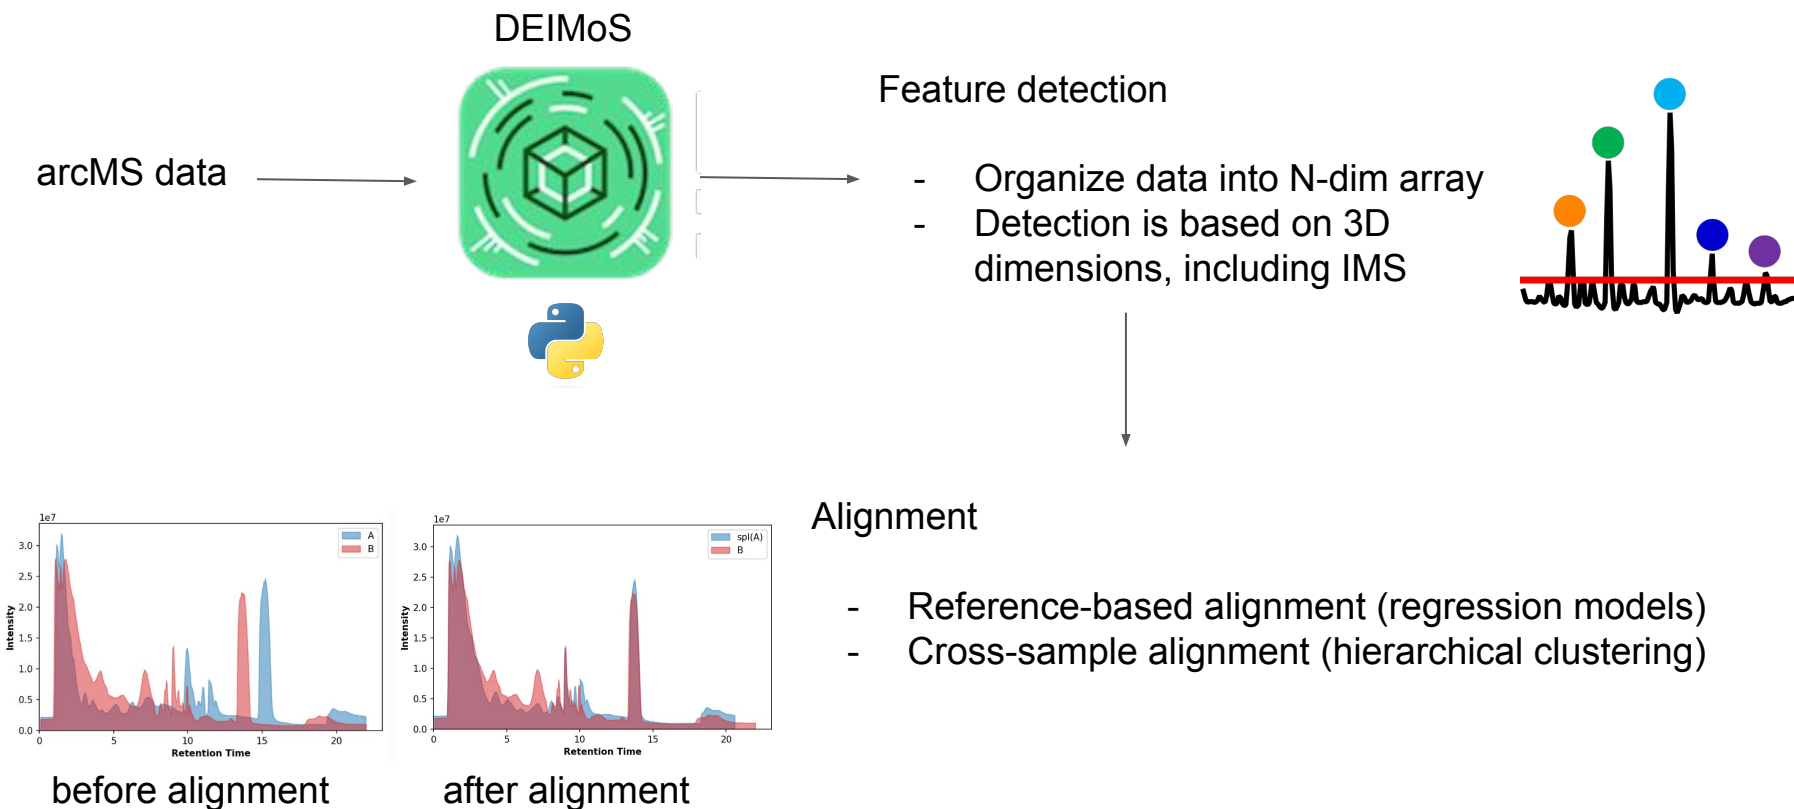 DEIMoS
arcMS data
Feature detection
- Organize data into N-dim array
- Detection is based on 3D
dimensions, including IMS
Alignment
- Reference-based alignment (regression models)
- Cross-sample alignment (hierarchical clustering)
1e7
A
B
3.0
2.5
2.0
1.5
1.0
0.5
0.0
Intensity
0 5 10 15 20
Retention Time
before alignment
1e7
spl(A)
B
3.0
2.5
2.0
1.5
1.0
0.5
0.0
Intensity
0 5 10 15 20
Retention Time
after alignment